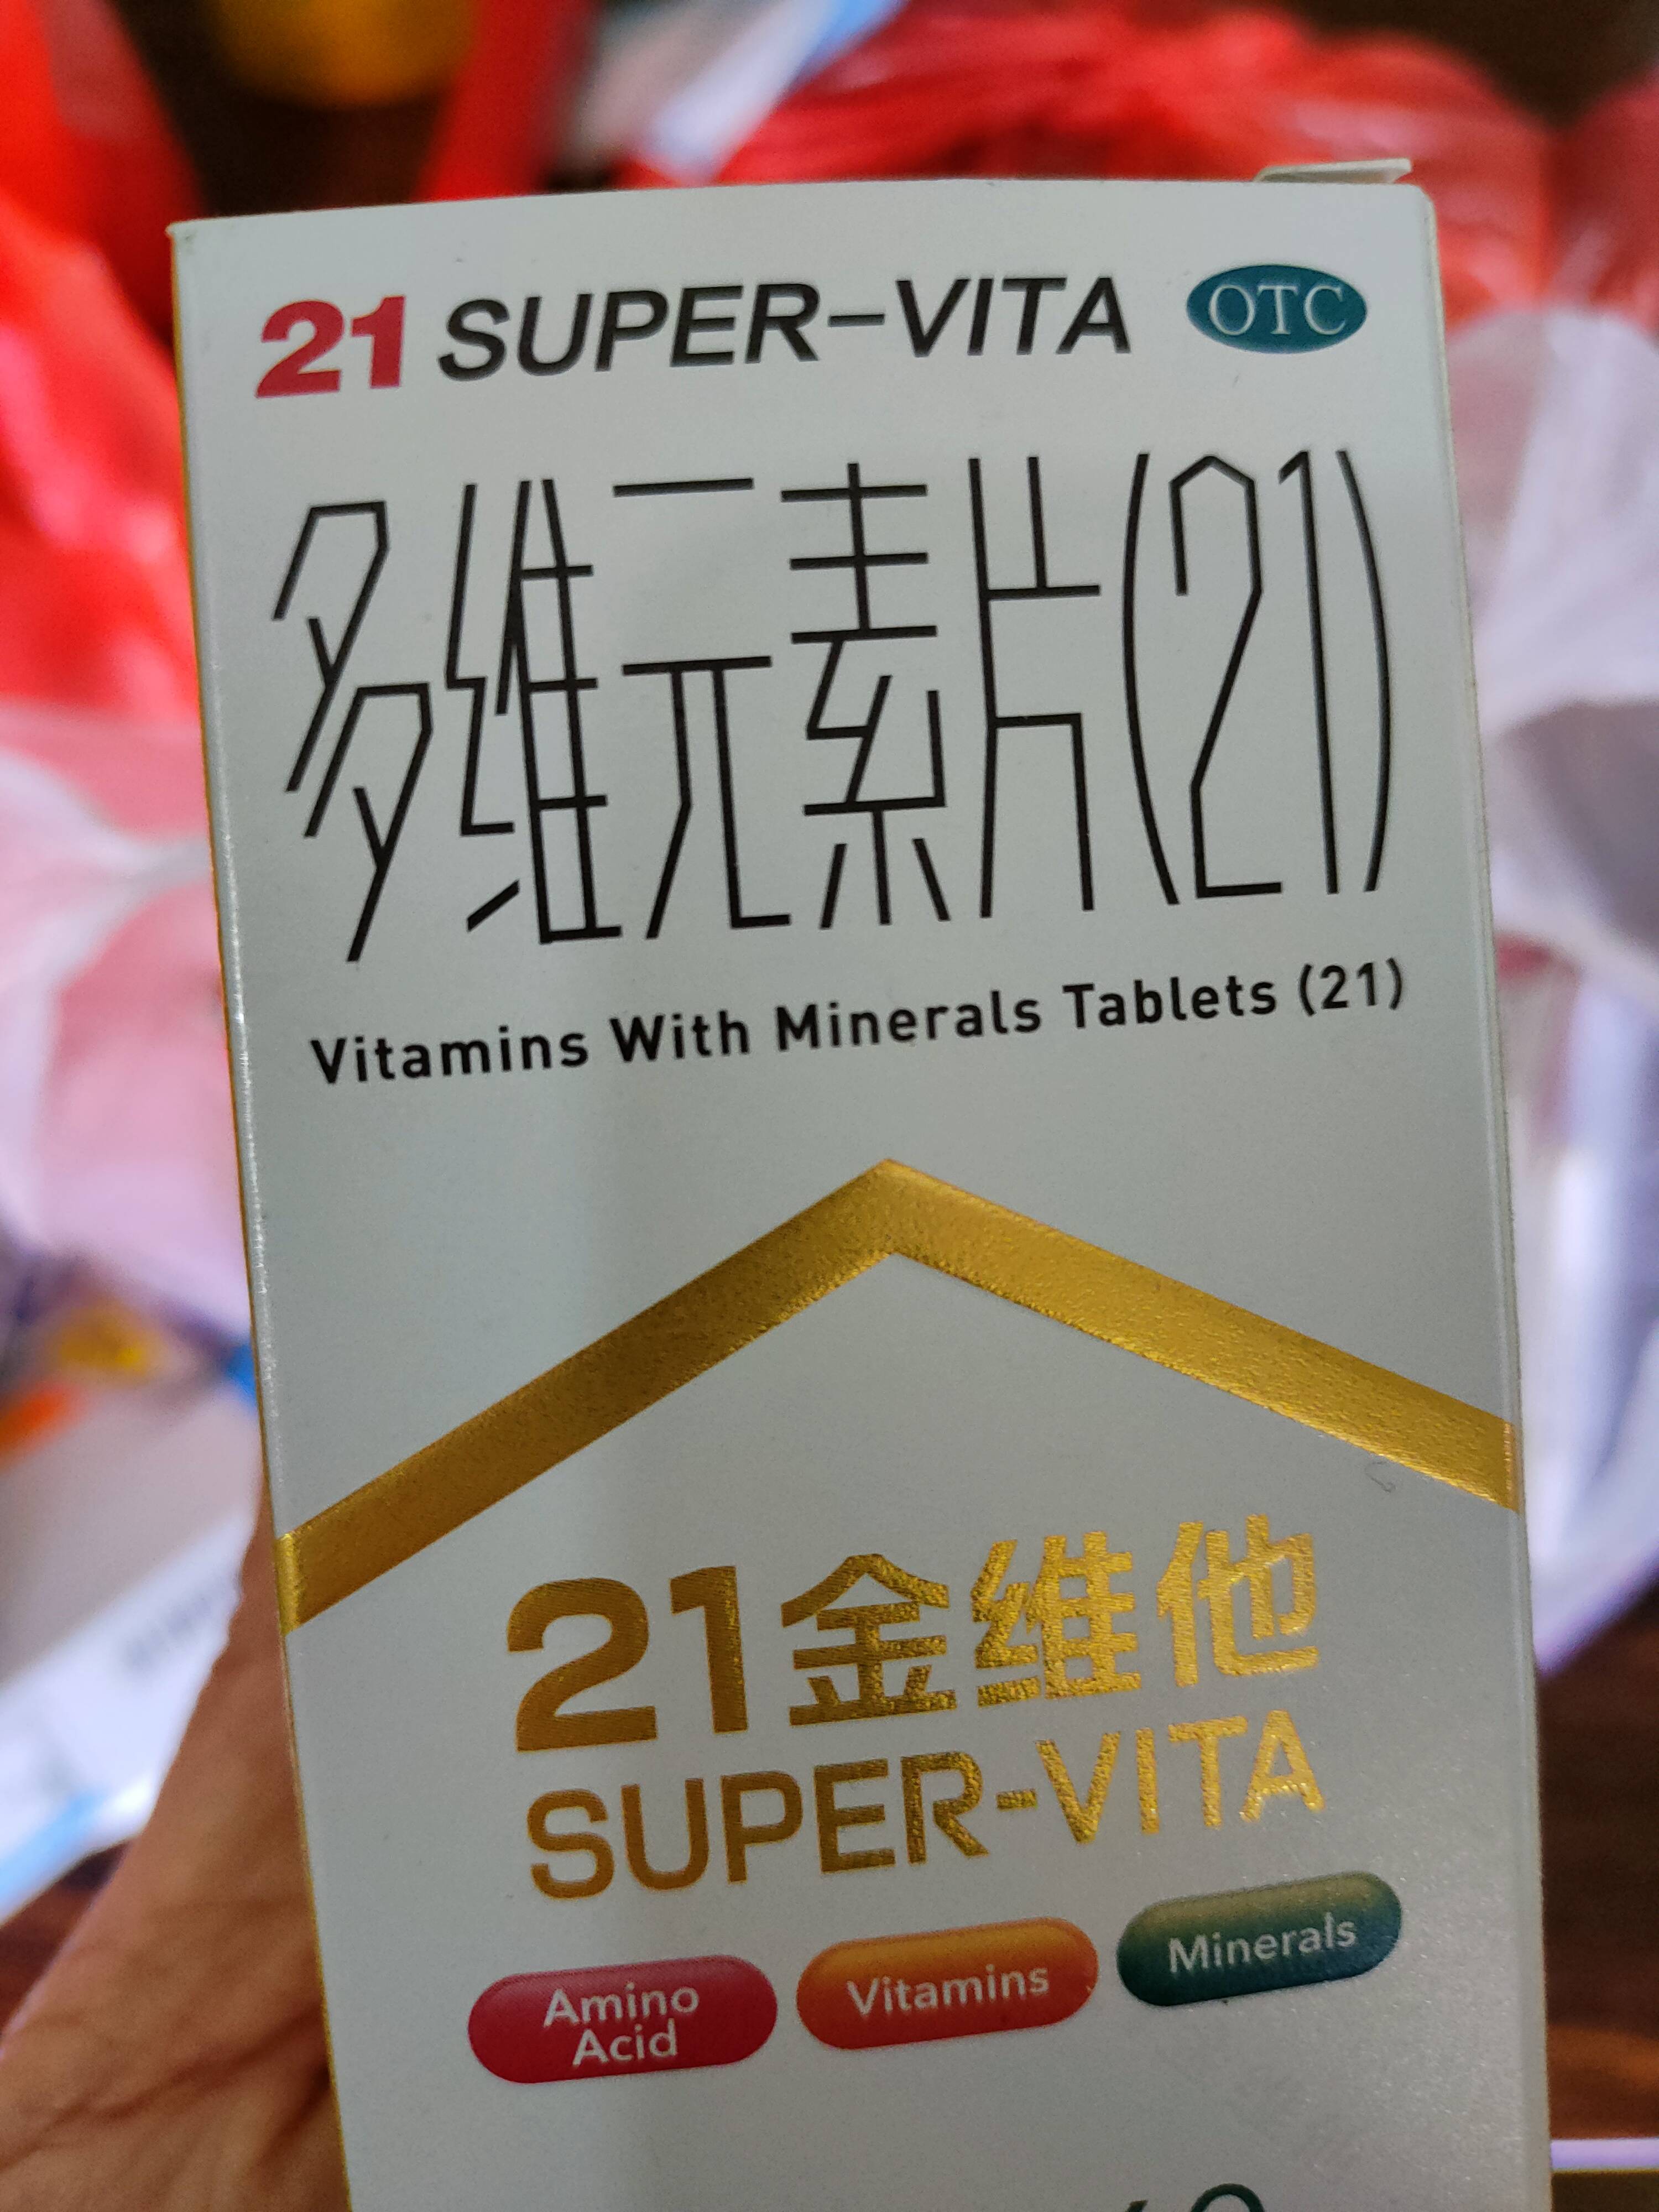 21 SUPER-VITA OTC
多维元素片(21)
Vitamins With Minerals Tablets (21)
21金维他
SUPER-VITA
Amino Acid Vitamins Minerals